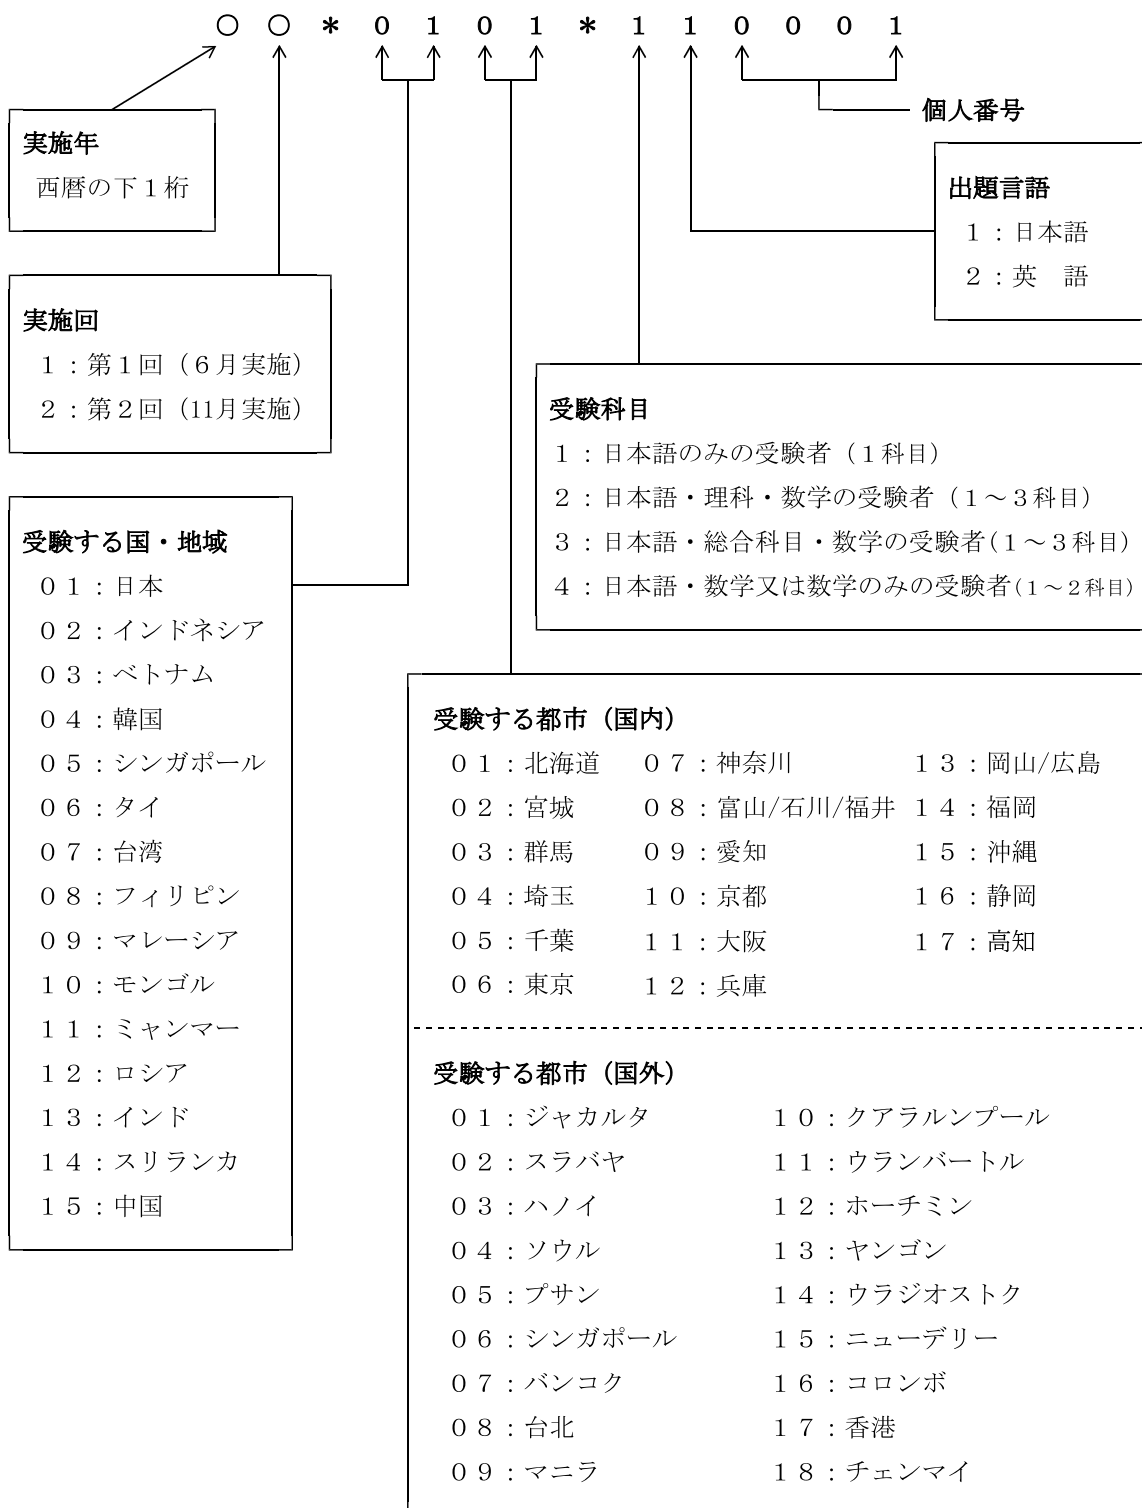 ○○*0101*110001
個人番号
実施年
西暦の下１桁
出題言語
１：日本語
２：英　語
実施回
１：第１回（６月実施）
２：第２回（11月実施）
受験科目
１：日本語のみの受験者（１科目）
２：日本語・理科・数学の受験者（１～３科目）
３：日本語・総合科目・数学の受験者(１～３科目)
４：日本語・数学又は数学のみの受験者(１～２科目)
受験する国・地域
０１：日本
０２：インドネシア
０３：ベトナム
０４：韓国
０５：シンガポール
０６：タイ
０７：台湾
０８：フィリピン
０９：マレーシア
１０：モンゴル
１１：ミャンマー
１２：ロシア
１３：インド
１４：スリランカ
１５：中国
受験する都市（国内）
０１：北海道　０７：神奈川　１３：岡山/広島
０２：宮城　０８：富山/石川/福井　１４：福岡
０３：群馬　０９：愛知　１５：沖縄
０４：埼玉　１０：京都　１６：静岡
０５：千葉　１１：大阪　１７：高知
０６：東京　１２：兵庫
受験する都市（国外）
０１：ジャカルタ　１０：クアラルンプール
０２：スラバヤ　１１：ウランバートル
０３：ハノイ　１２：ホーチミン
０４：ソウル　１３：ヤンゴン
０５：プサン　１４：ウラジオストク
０６：シンガポール　１５：ニューデリー
０７：バンコク　１６：コロンボ
０８：台北　１７：香港
０９：マニラ　１８：チェンマイ